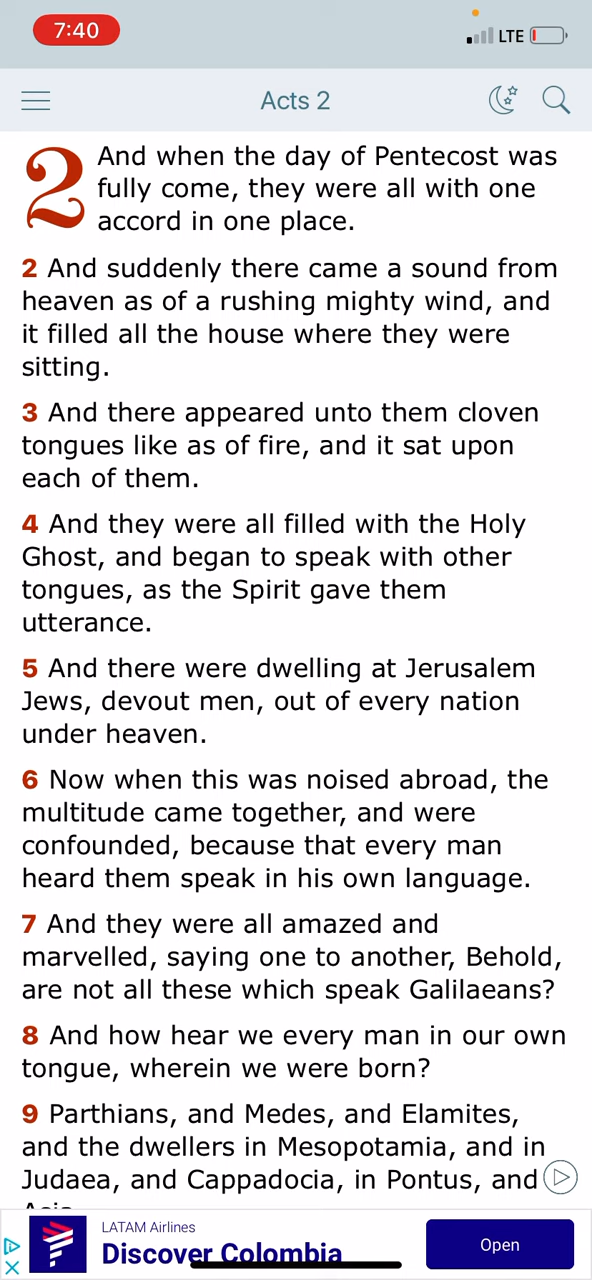 7:40
LTE
Acts 2
2 And when the day of Pentecost was
fully come, they were all with one
accord in one place.
2 And suddenly there came a sound from
heaven as of a rushing mighty wind, and
it filled all the house where they were
sitting.
3 And there appeared unto them cloven
tongues like as of fire, and it sat upon
each of them.
4 And they were all filled with the Holy
Ghost, and began to speak with other
tongues, as the Spirit gave them
utterance.
5 And there were dwelling at Jerusalem
Jews, devout men, out of every nation
under heaven.
6 Now when this was noised abroad, the
multitude came together, and were
confounded, because that every man
heard them speak in his own language.
7 And they were all amazed and
marvelled, saying one to another, Behold,
are not all these which speak Galilaeans?
8 And how hear we every man in our own
tongue, wherein we were born?
9 Parthians, and Medes, and Elamites,
and the dwellers in Mesopotamia, and in
Judaea, and Cappadocia, in Pontus, and
LATAM Airlines
Discover Colombia
Open